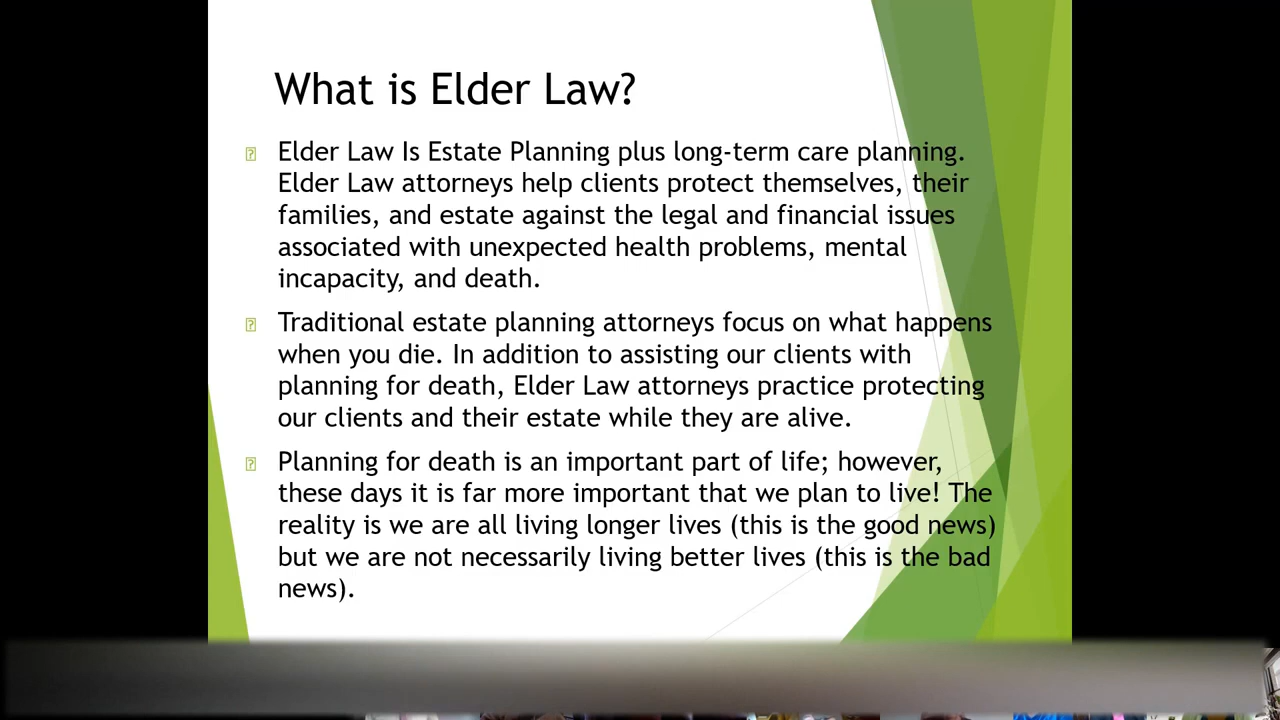 What is Elder Law?
Elder Law Is Estate Planning plus long-term care planning.
Elder Law attorneys help clients protect themselves, their
families, and estate against the legal and financial issues
associated with unexpected health problems, mental
incapacity, and death.
Traditional estate planning attorneys focus on what happens
when you die. In addition to assisting our clients with
planning for death, Elder Law attorneys practice protecting
our clients and their estate while they are alive.
Planning for death is an important part of life; however,
these days it is far more important that we plan to live! The
reality is we are all living longer lives (this is the good news)
but we are not necessarily living better lives (this is the bad
news).